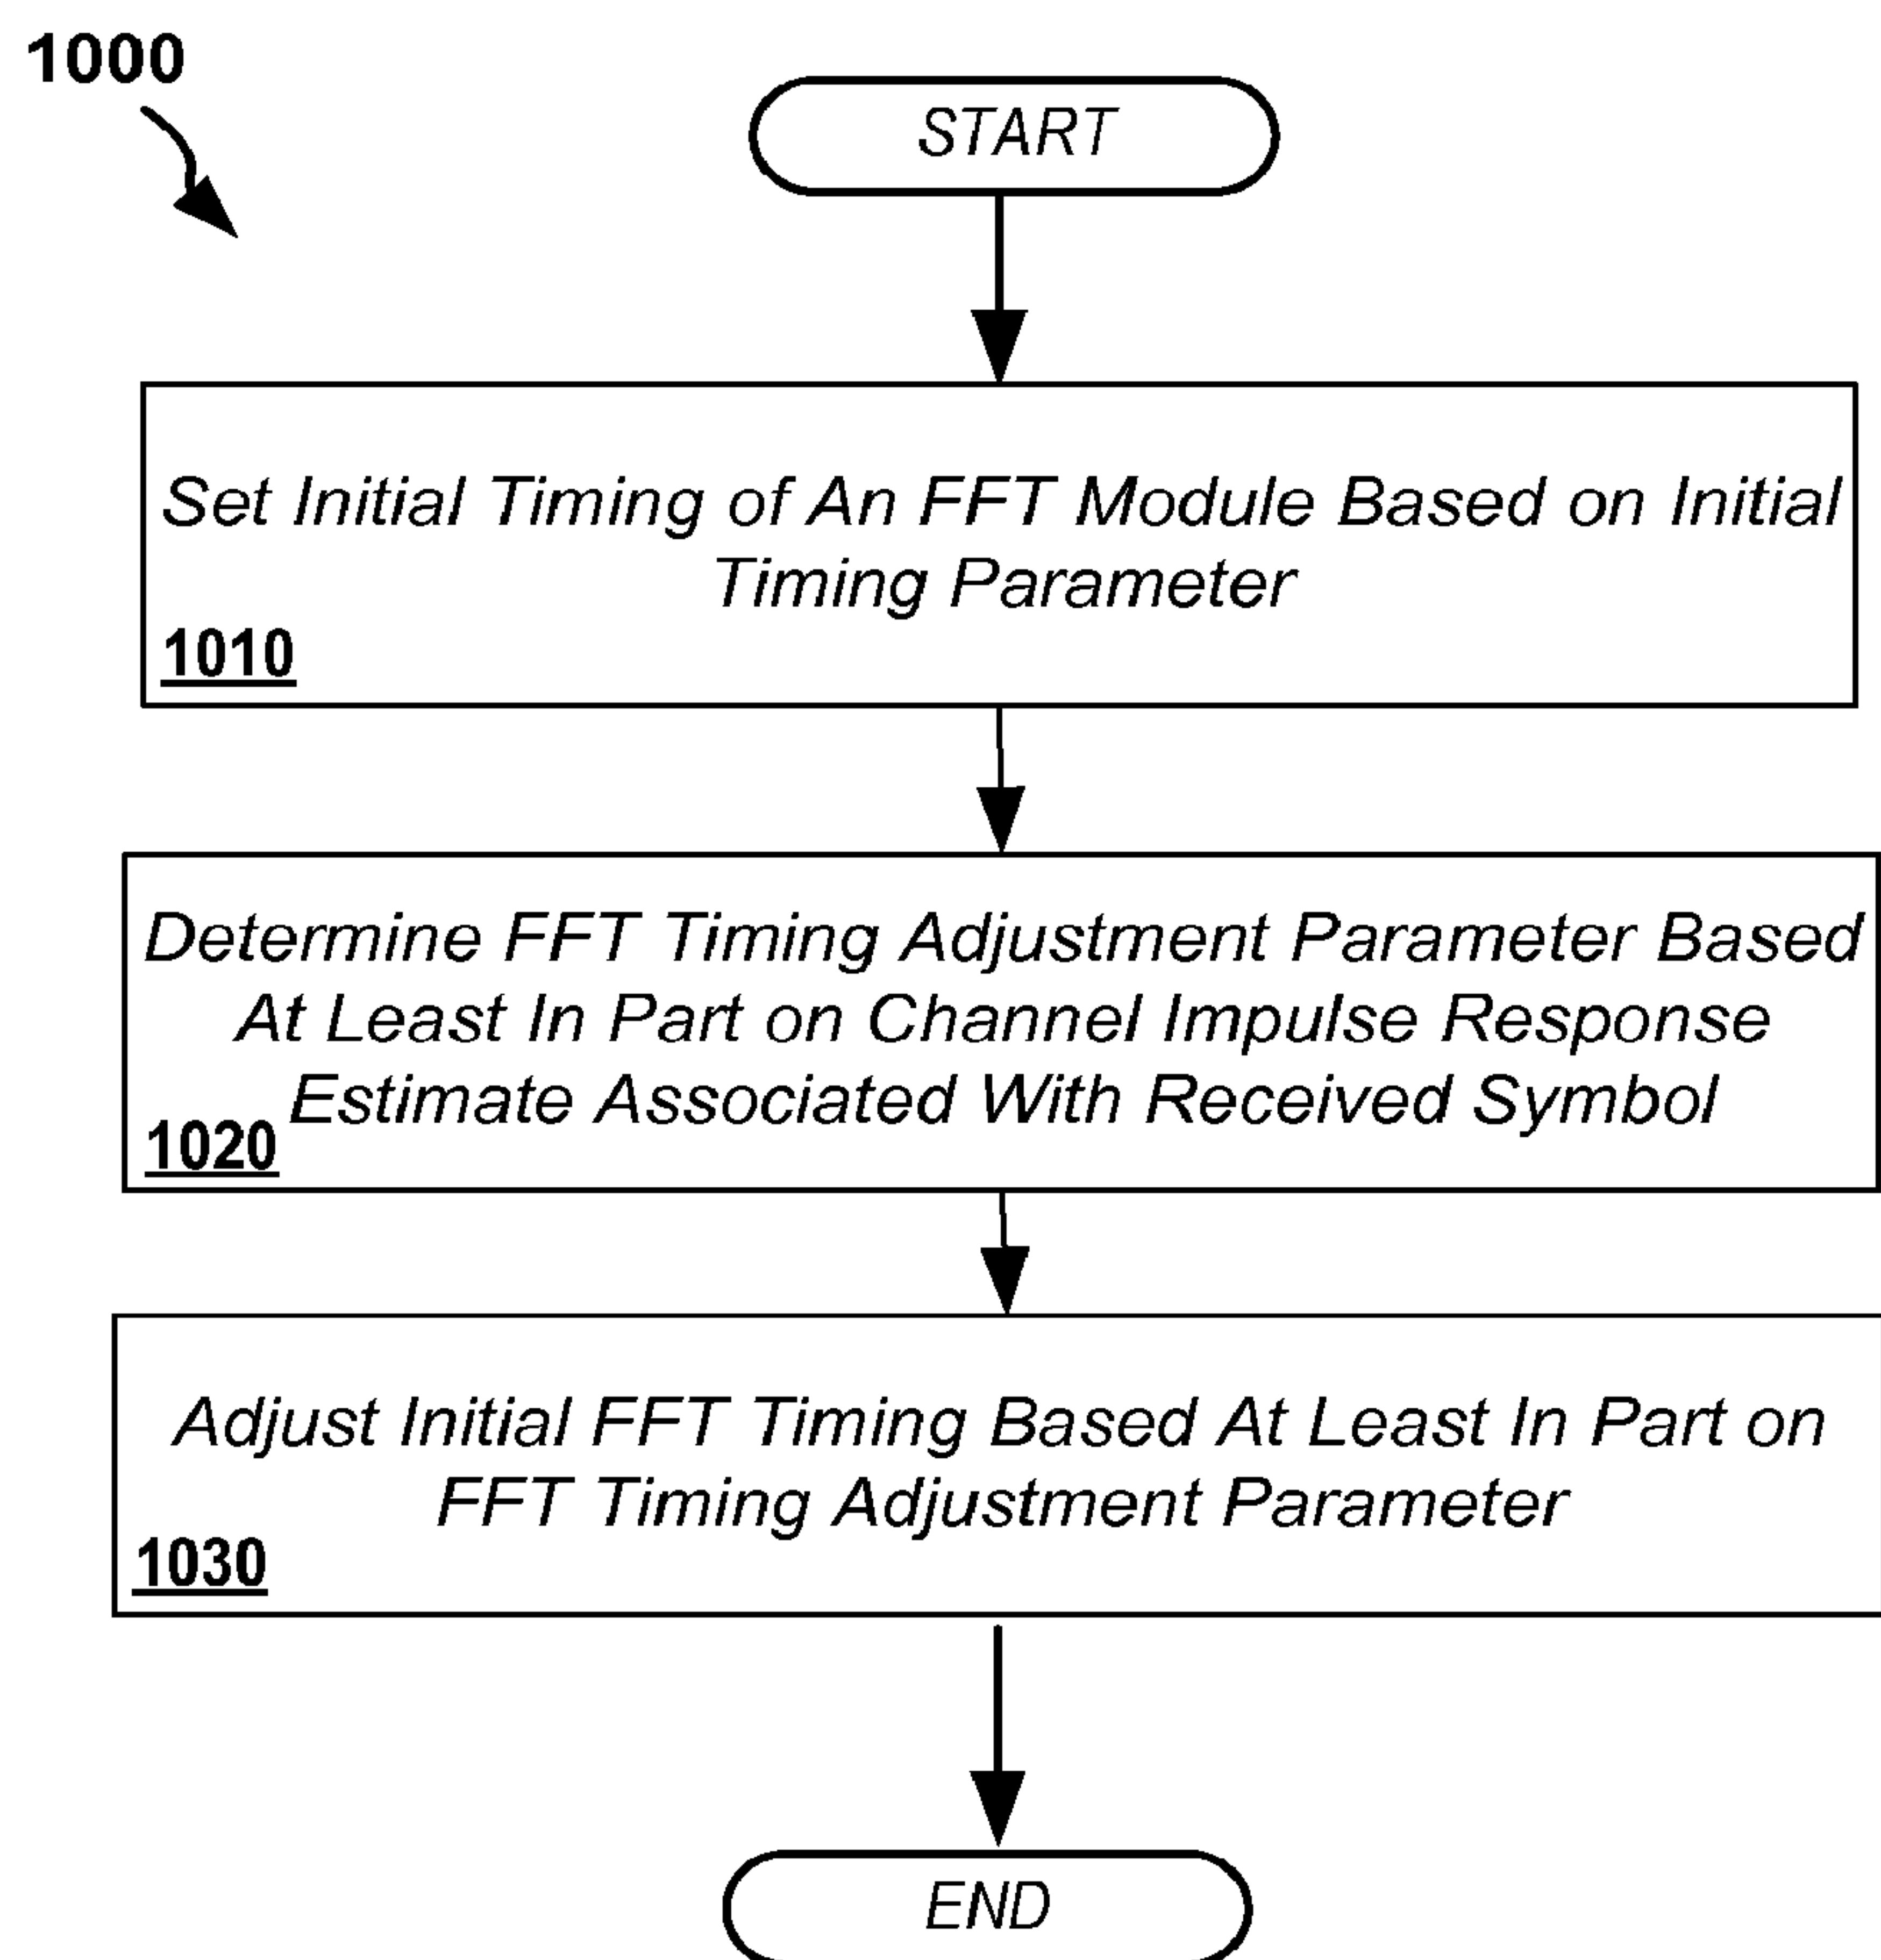 1000
START
Set Initial Timing of An FFT Module Based on Initial
Timing Parameter
1010
Determine FFT Timing Adjustment Parameter Based
At Least In Part on Channel Impulse Response
Estimate Associated With Received Symbol
1020
Adjust Initial FFT Timing Based At Least In Part on
FFT Timing Adjustment Parameter
1030
END